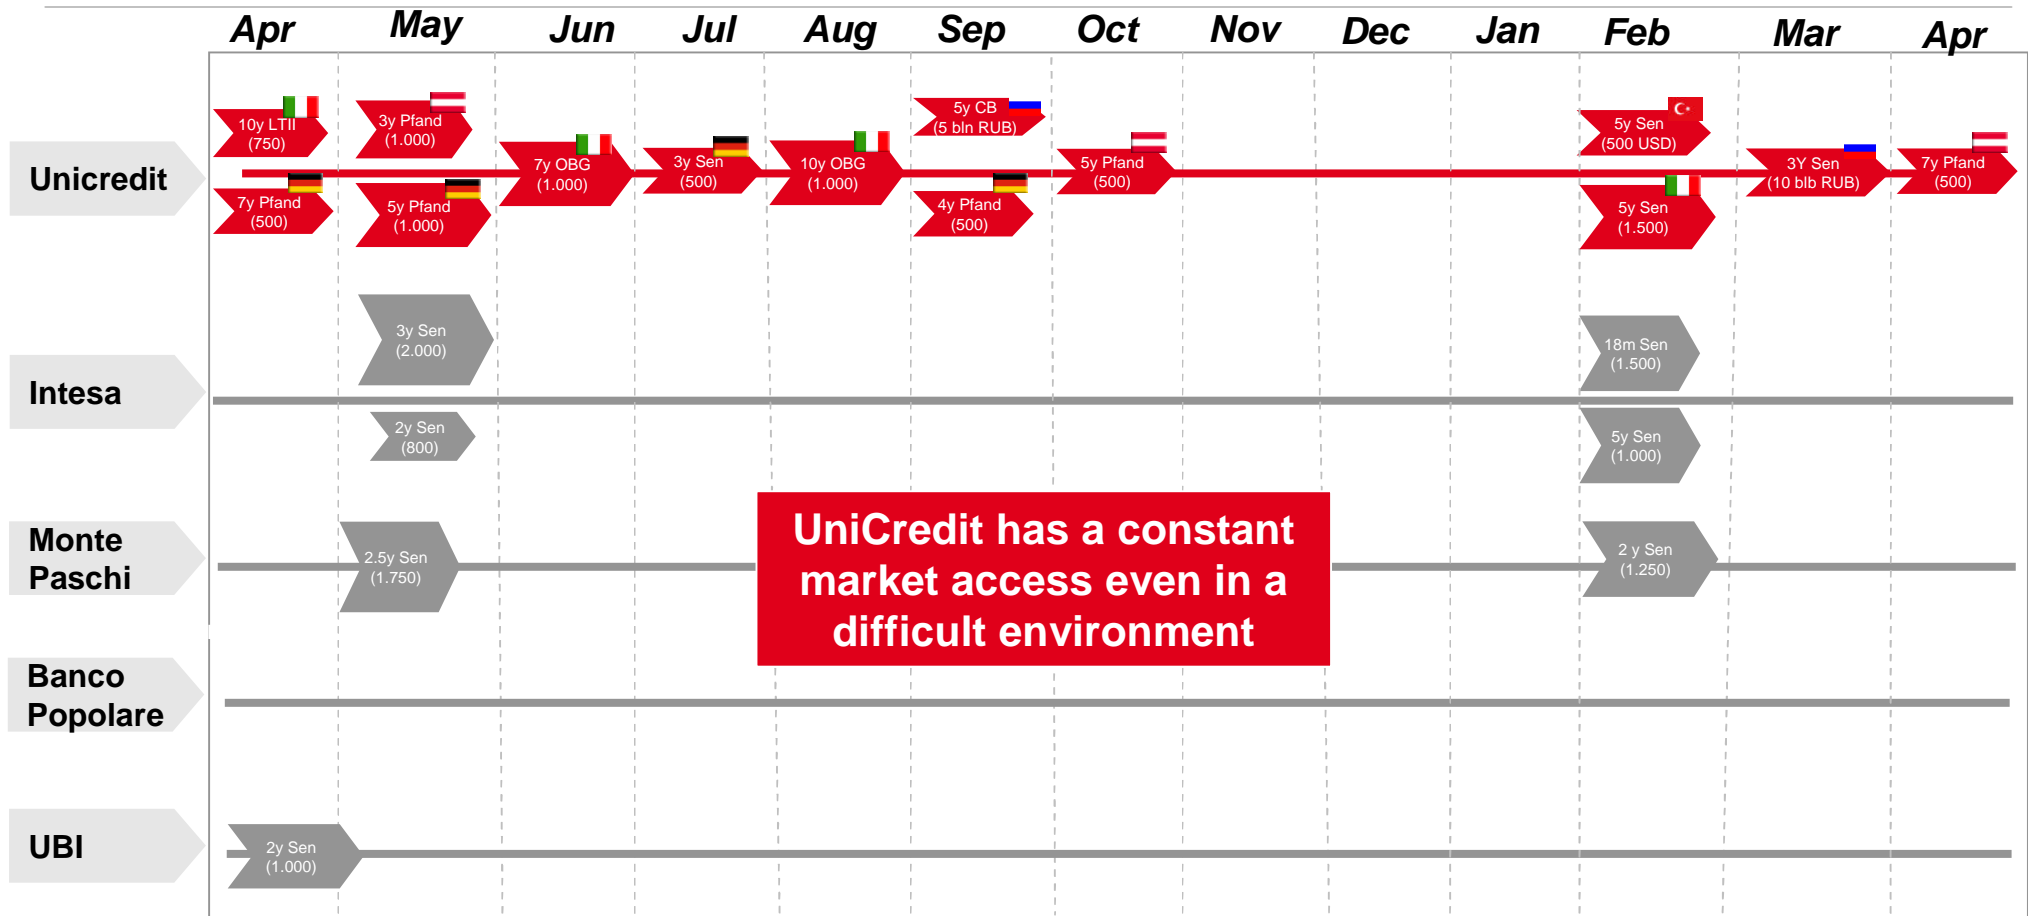 Apr May Jun Jul Aug Sep Oct Nov Dec Jan Feb Mar Apr
Unicredit
10y LTII
(750)
7y Pfand
(500)
3y Pfand
(1.000)
5y Pfand
(1.000)
7y OBG
(1.000)
3y Sen
(500)
10y OBG
(1.000)
5y CB
(5 bln RUB)
4y Pfand
(500)
5y Pfand
(500)
5y Sen
(500 USD)
5y Sen
(1.500)
3Y Sen
(10 blb RUB)
7y Pfand
(500)
Intesa
3y Sen
(2.000)
2y Sen
(800)
18m Sen
(1.500)
5y Sen
(1.000)
Monte
Paschi
2.5y Sen
(1.750)
UniCredit has a constant
market access even in a
difficult environment
2 y Sen
(1.250)
Banco
Popolare
UBI
2y Sen
(1.000)